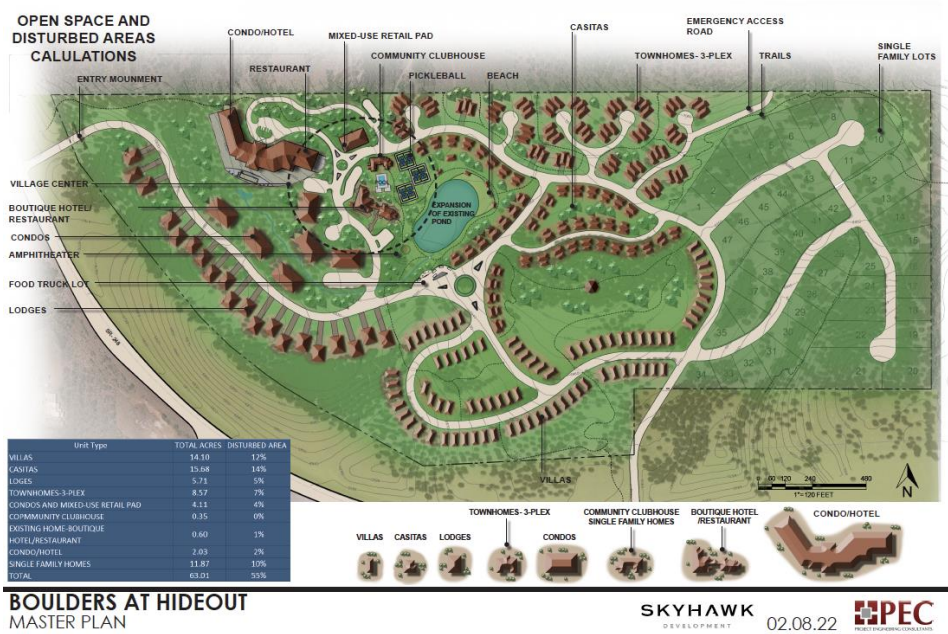 OPEN SPACE AND
DISTURBED AREAS
CALULATIONS
CONDO/HOTEL
MIXED-USE RETAIL PAD
COMMUNITY CLUBHOUSE
CASITAS
EMERGENCY ACCESS
ROAD
SINGLE
FAMILY LOTS
ENTRY MOUNMENT
RESTAURANT
PICKLEBALL
BEACH
TOWNHOMES- 3-PLEX
TRAILS
VILLAGE CENTER
BOUTIQUE HOTEL/
RESTAURANT
CONDOS
AMPHITHEATER
FOOD TRUCK LOT
LODGES
EXPANSION
OF EXISTING
POND
SR. 248
VILLAS
Unit Type TOTAL ACRES DISTURBED AREA
VILLAS 14.10 12%
CASITAS 15.68 14%
LOGES 5.71 5%
TOWNHOMES-3-PLEX 8.57 7%
CONDOS AND MIXED-USE RETAIL PAD 4.11 4%
COPMMUNITY CLUBHOUSE 0.35 0%
EXISTING HOME-BOUTIQUE
HOTEL/RESTAURANT 0.60 1%
CONDO/HOTEL 2.03 2%
SINGLE FAMILY HOMES 11.87 10%
TOTAL 63.01 55%
0 60 120 240 480
1"=120 FEET
N
VILLAS
CASITAS
LODGES
TOWNHOMES- 3-PLEX
CONDOS
COMMUNITY CLUBHOUSE
SINGLE FAMILY HOMES
BOUTIQUE HOTEL
/RESTAURANT
CONDO/HOTEL
BOULDERS AT HIDEOUT
MASTER PLAN
SKYHAWK
DEVELOPMENT
02.08.22
PEC
PROJECT ENGINEERING CONSULTANTS